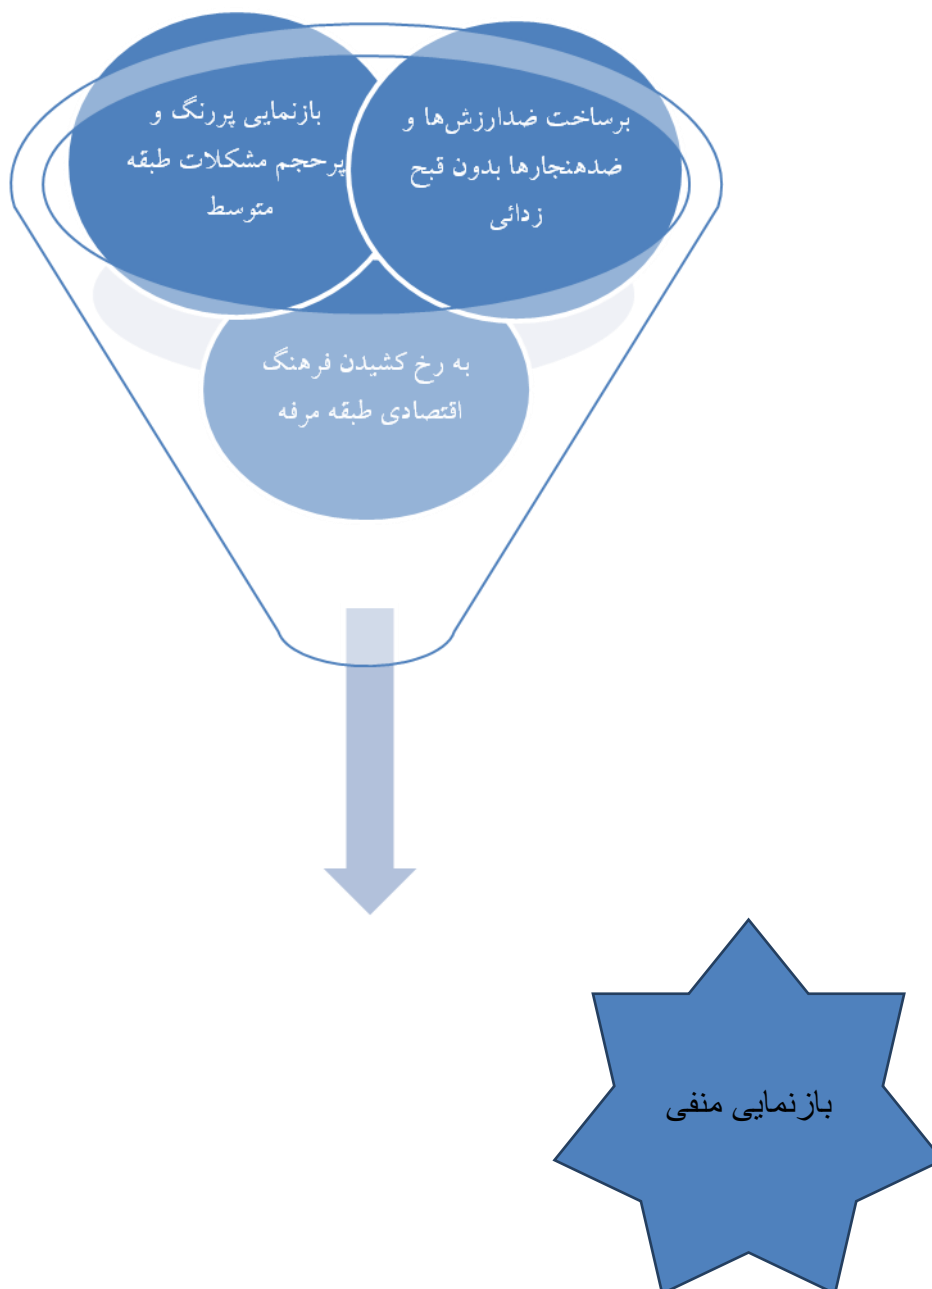 برساخت ضدارزش‌ها و
ضدهنجارها بدون قبح
زدائی
بازنمایی پررنگ و
پرحجم مشکلات طبقه
متوسط
به رخ کشیدن فرهنگ
اقتصادی طبقه مرفه
بازنمایی منفی